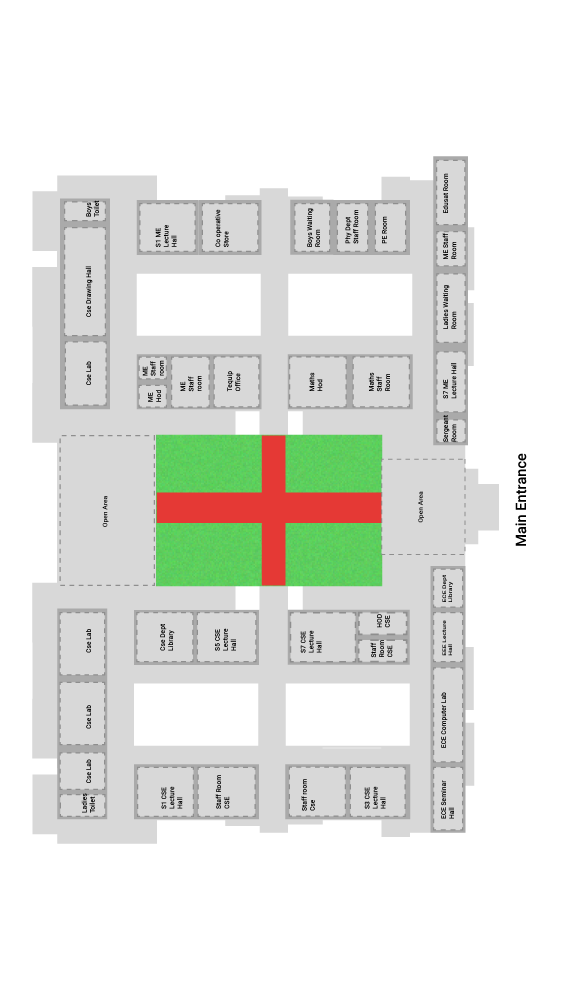 Boys
Toilet
Cse Drawing Hall
Cse Lab
S1 ME
Lecture
Hall
Co operative
Store
Boys Waiting
Room
Phy Dept
Staff Room
PE Room
Edusat Room
ME Staff
Room
Ladies Waiting
Room
S7 ME
Lecture Hall
Sergeant
Room
ME
Staff
room
ME
Hod
ME
Staff
room
Tequip
Office
Maths
Hod
Maths
Staff
Room
Open Area
Open Area
Main Entrance
Cse Lab
Cse Lab
Cse Lab
Ladies
Toilet
Cse Dept
Library
S5 CSE
Lecture
Hall
S7 CSE
Lecture
Hall
HOD
CSE
Staff
Room
CSE
ECE Dept
Library
EEE Lecture
Hall
ECE Computer Lab
ECE Seminar
Hall
S1 CSE
Lecture
Hall
Staff Room
CSE
Staff room
Cse
S3 CSE
Lecture
Hall